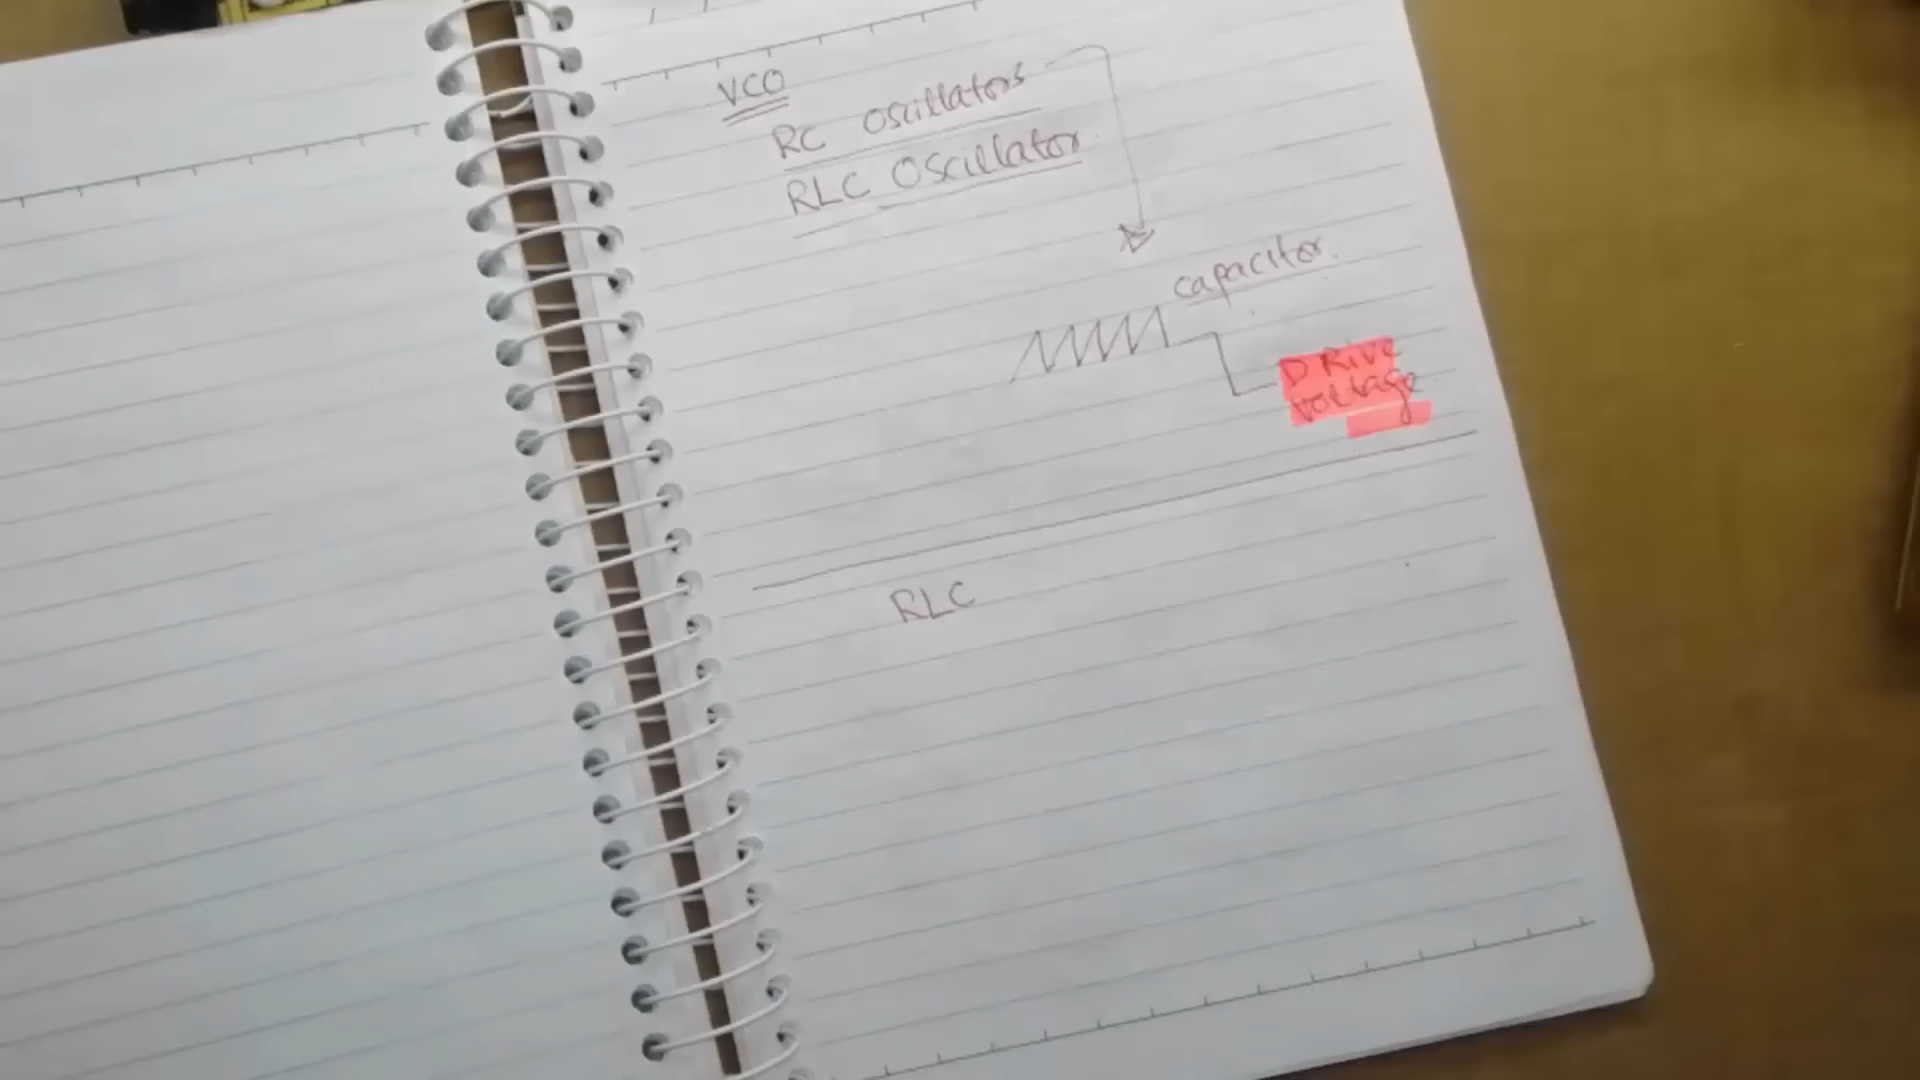 VCO
RC oscillators
RLC Oscillator
capacitor.
DRive
voltage
RLC